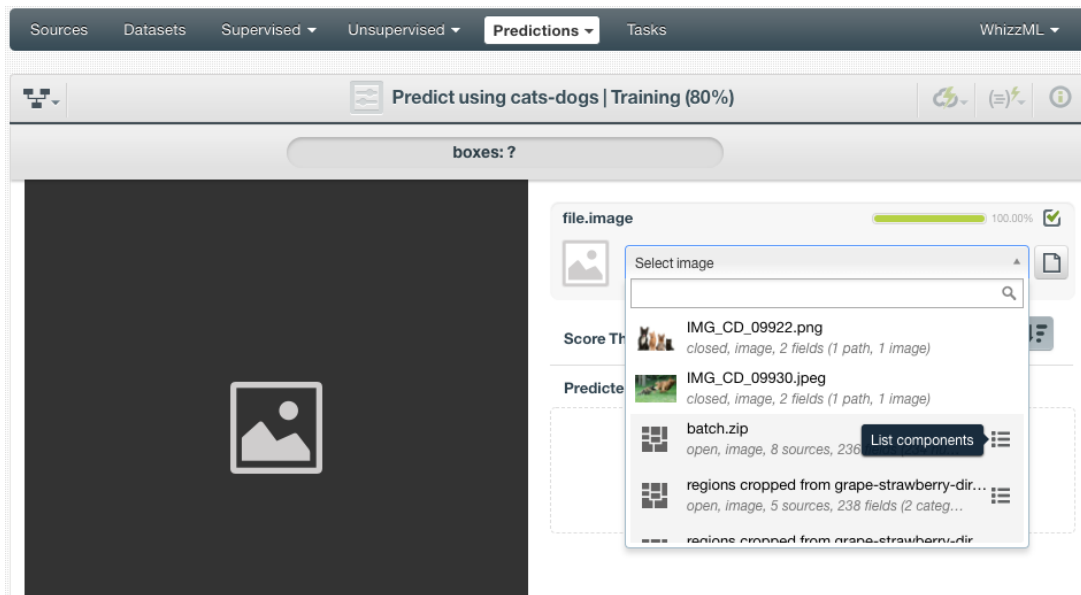 Sources Datasets Supervised Unsupervised Predictions Tasks WhizzML
Predict using cats-dogs | Training (80%)
boxes: ?
file.image 100.00%
Select image
Score Th
IMG_CD_09922.png
closed, image, 2 fields (1 path, 1 image)
Predicte
IMG_CD_09930.jpeg
closed, image, 2 fields (1 path, 1 image)
batch.zip
open, image, 8 sources, 236
List components
regions cropped from grape-strawberry-dir...
open, image, 5 sources, 238 fields (2 categ...
regions cropped from grape-strawberry-dir